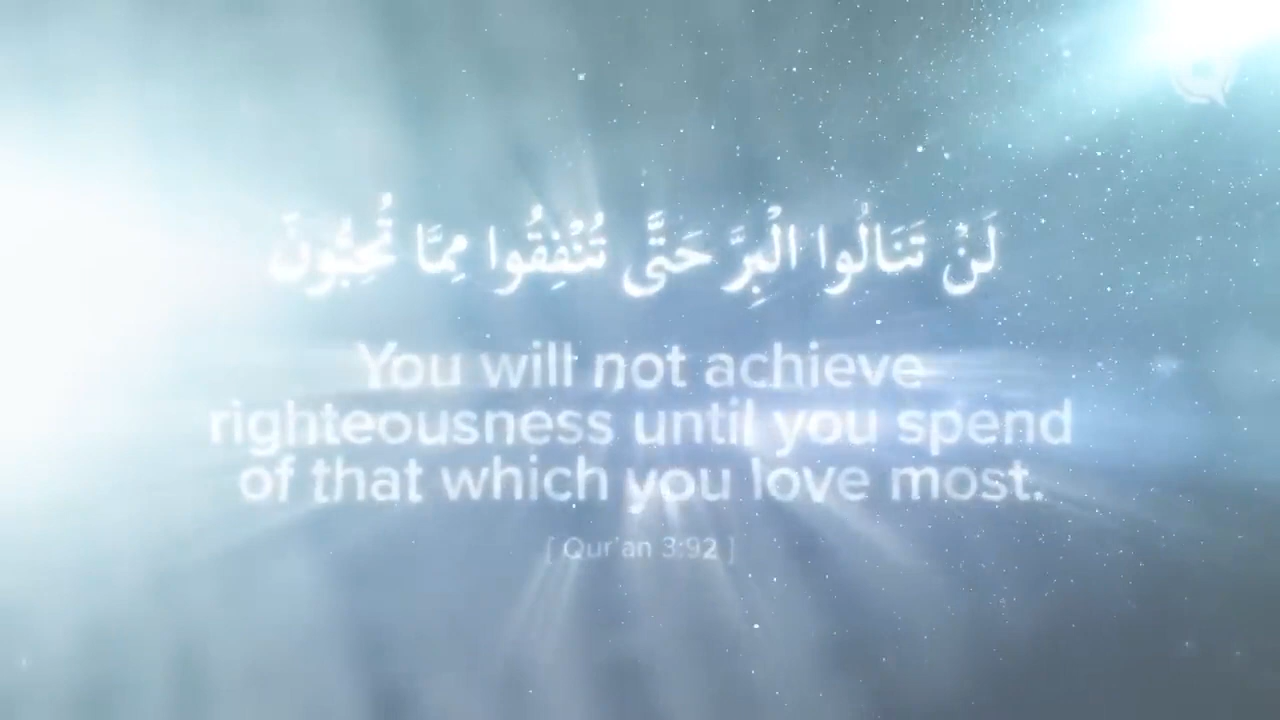 لَنْ تَنَالُوا الْبِرَّ حَتَّى تُنْفِقُوا مِمَّا تُحِبُّونَ
You will not achieve
righteousness until you spend
of that which you love most.
[ Qur'an 3:92 ]